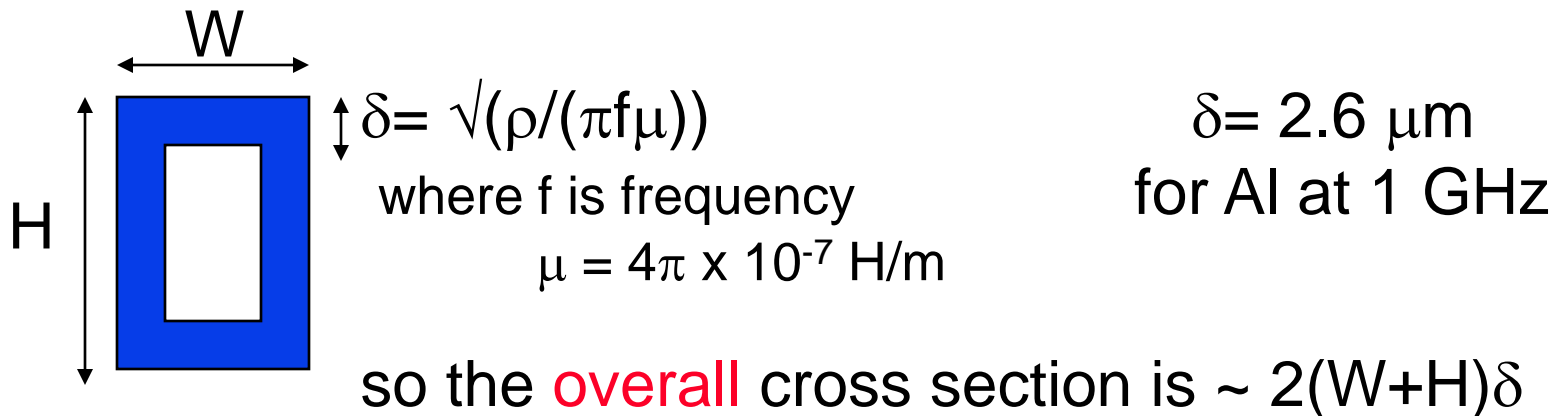 W
δ= √(ρ/(πfμ))
δ= 2.6 μm
where f is frequency
for Al at 1 GHz
H
μ = 4π x 10⁻⁷ H/m
so the overall cross section is ~ 2(W+H)δ